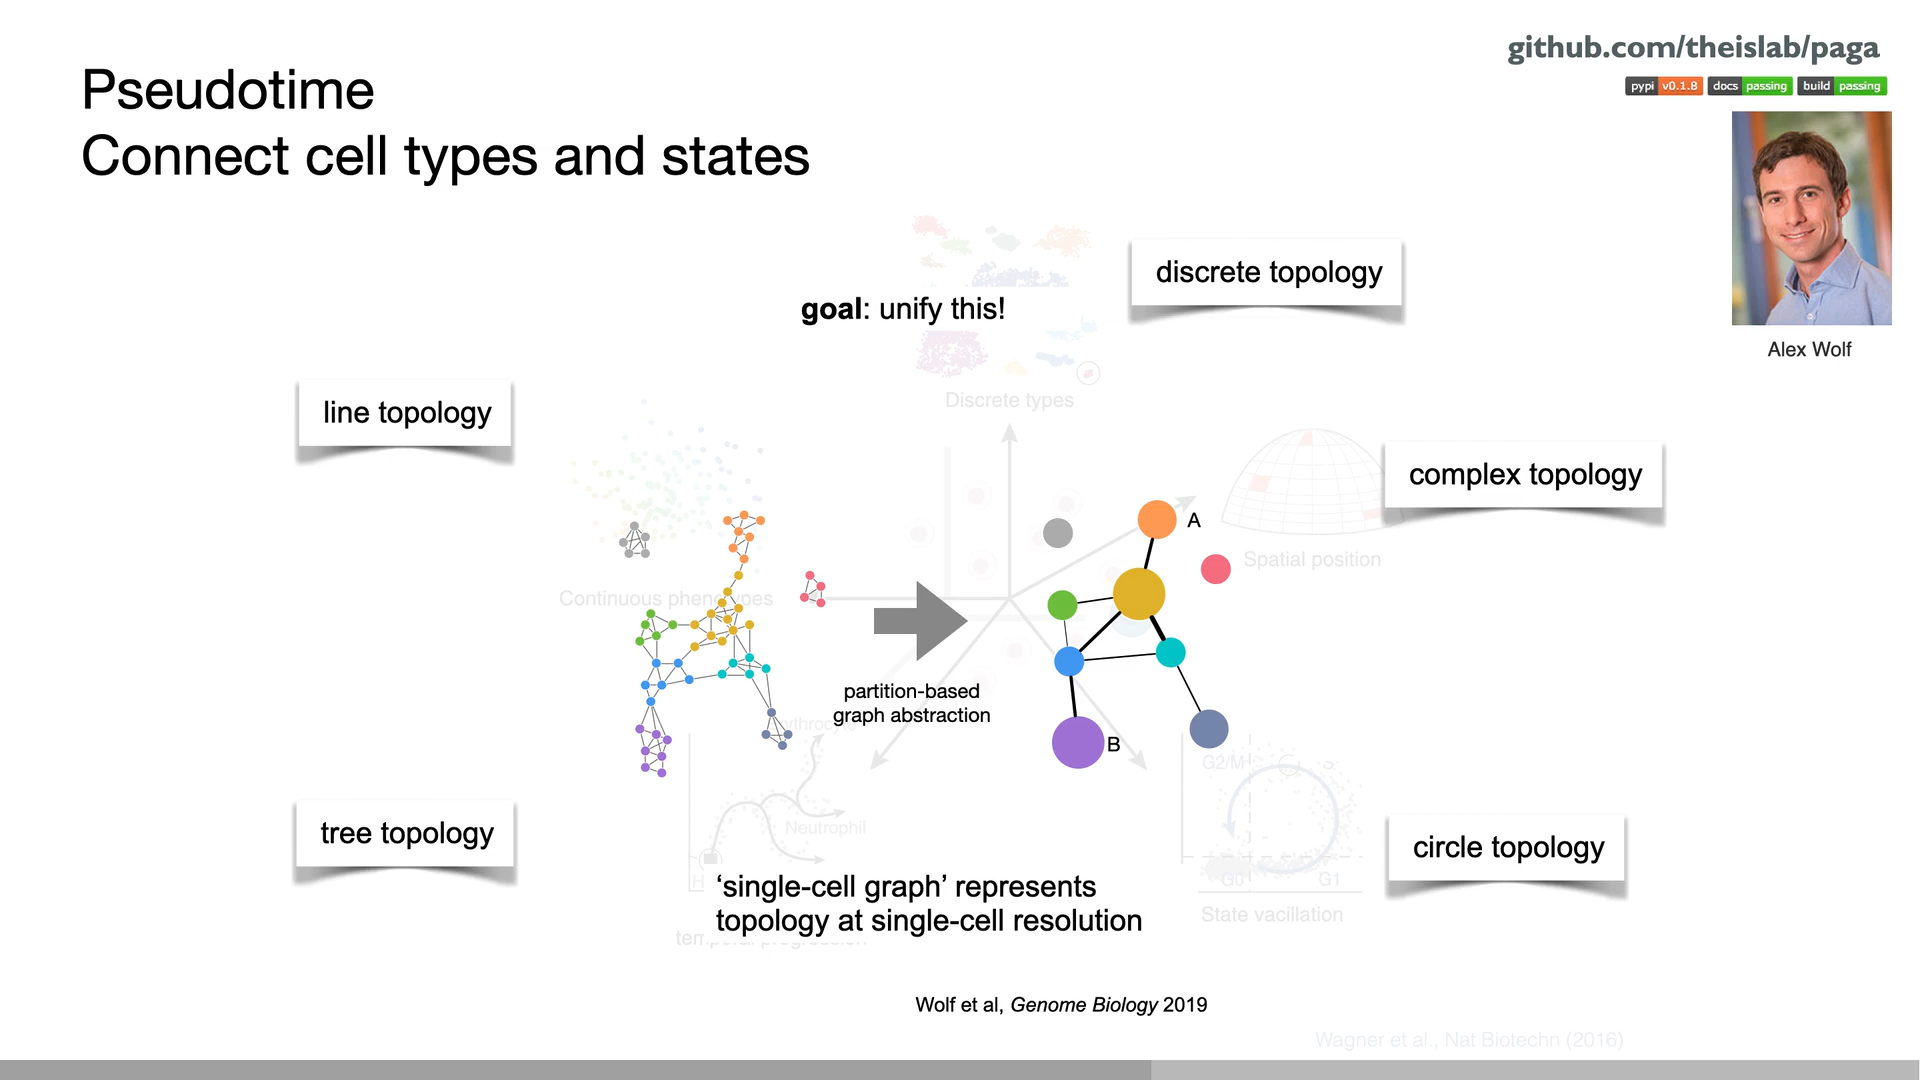 github.com/theislab/paga
pypi v0.1.8 docs passing build passing
Pseudotime
Connect cell types and states
Alex Wolf
discrete topology
goal: unify this!
Discrete types
line topology
complex topology
A
Spatial position
Continuous phenotypes
partition-based
graph abstraction
B
G2/M S
tree topology
Neutrophil
circle topology
G0 G1
‘single-cell graph’ represents
topology at single-cell resolution
State vacillation
Wolf et al, Genome Biology 2019
Wagner et al., Nat Biotechn (2016)